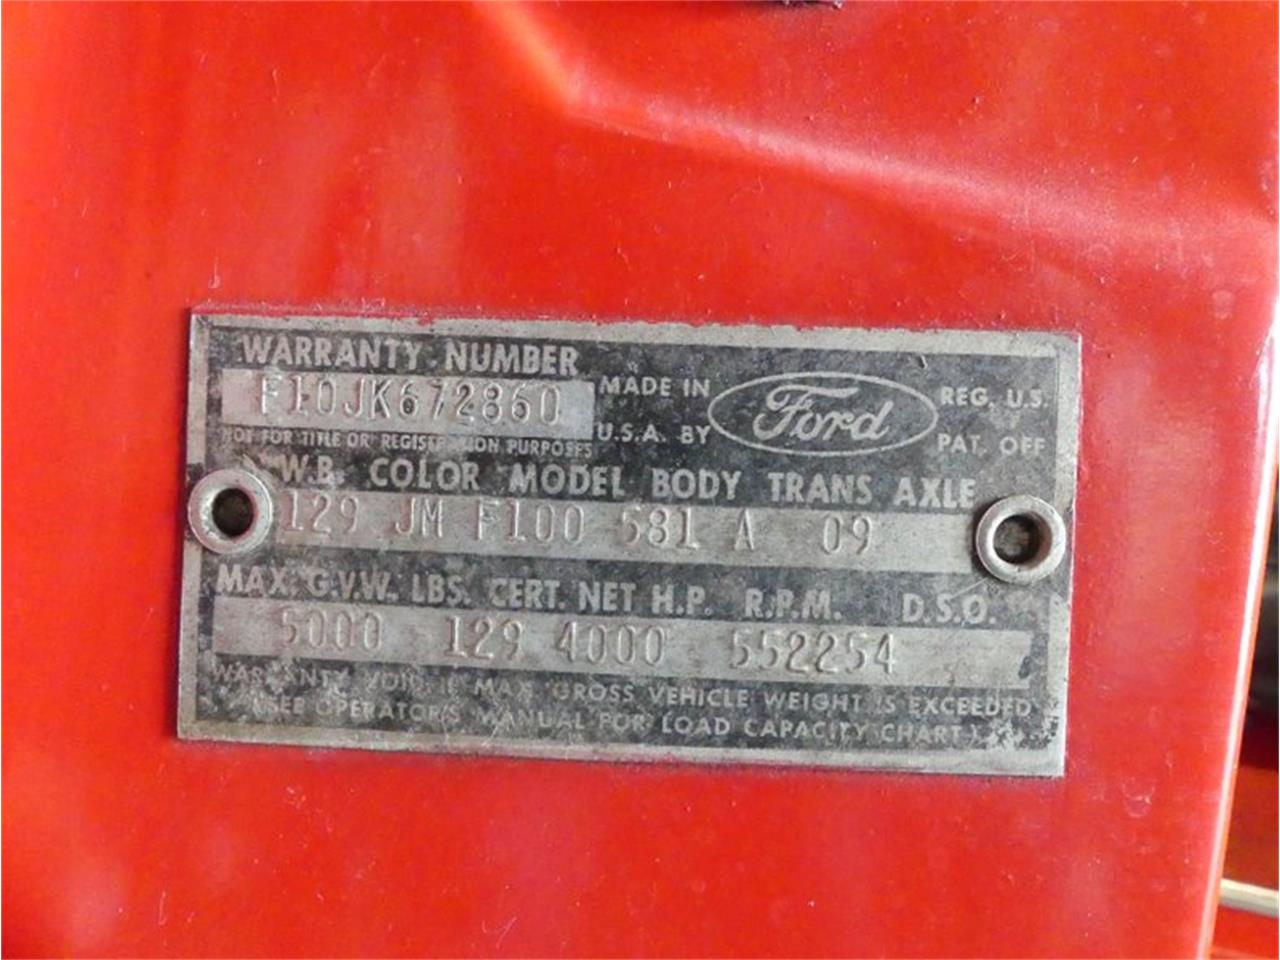 WARRANTY NUMBER
F10JK672860
NOT FOR TITLE OR REGISTRATION PURPOSES
MADE IN
U.S.A. BY
Ford
REG. U.S.
PAT. OFF
W.B. COLOR MODEL BODY TRANS AXLE
129 JM F100 581 A 09
MAX. G.V.W. LBS. CERT. NET H.P. R.P.M. D.S.O.
5000 129 4000 552254
WARRANTY VOID IF MAX. GROSS VEHICLE WEIGHT IS EXCEEDED
(SEE OPERATOR'S MANUAL FOR LOAD CAPACITY CHART)